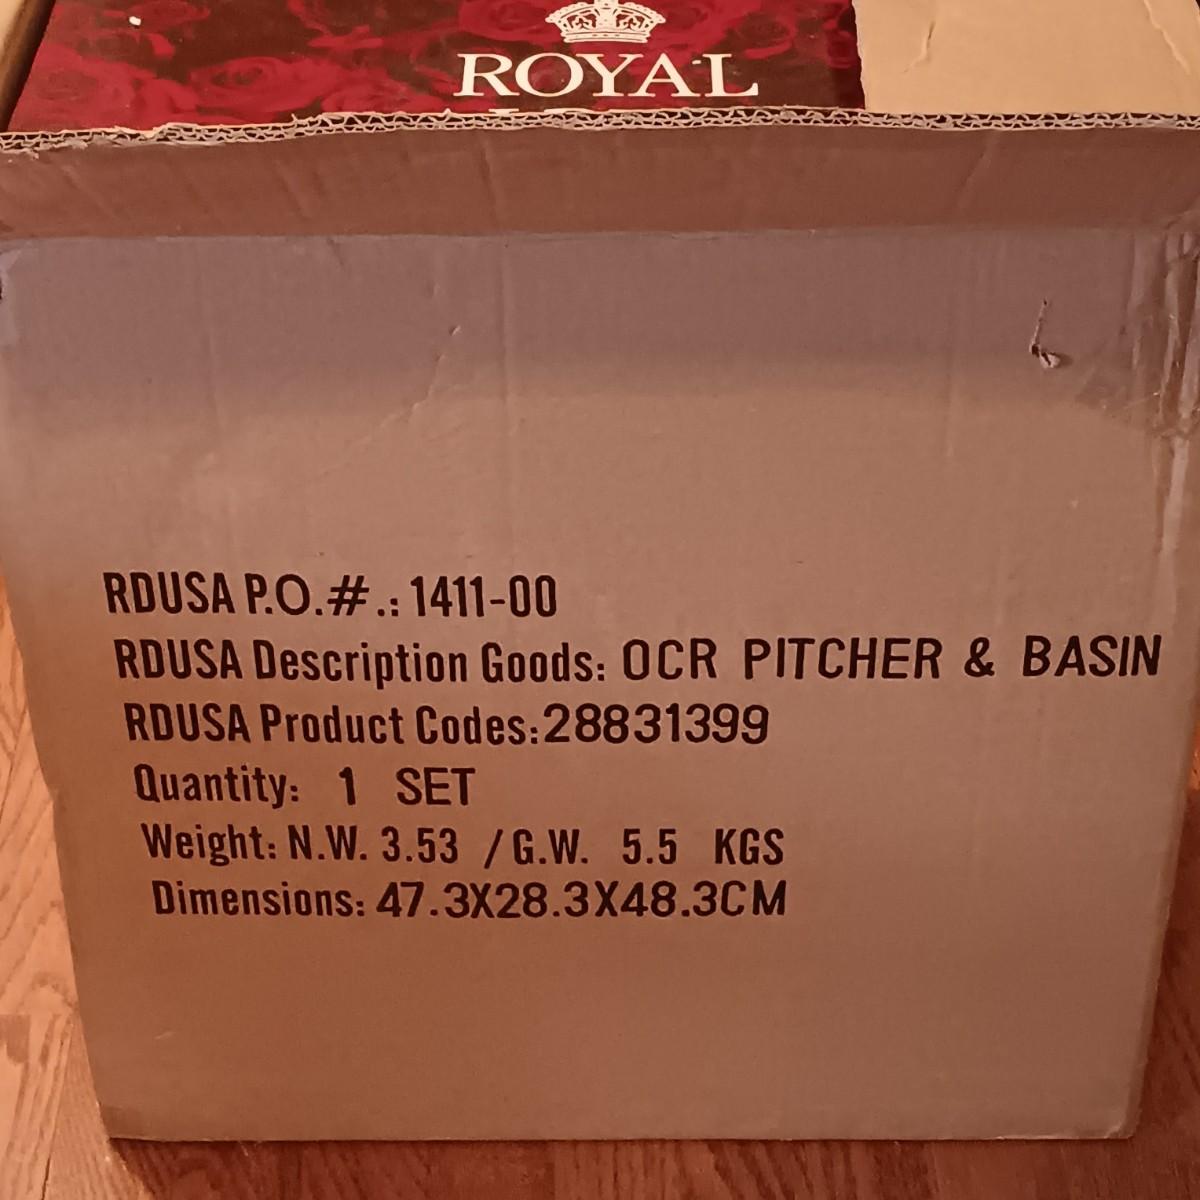 ROYAL
RDUSA P.O.#.: 1411-00
RDUSA Description Goods: OCR PITCHER & BASIN
RDUSA Product Codes:28831399
Quantity: 1 SET
Weight: N.W. 3.53 /G.W. 5.5 KGS
Dimensions: 47.3X28.3X48.3CM